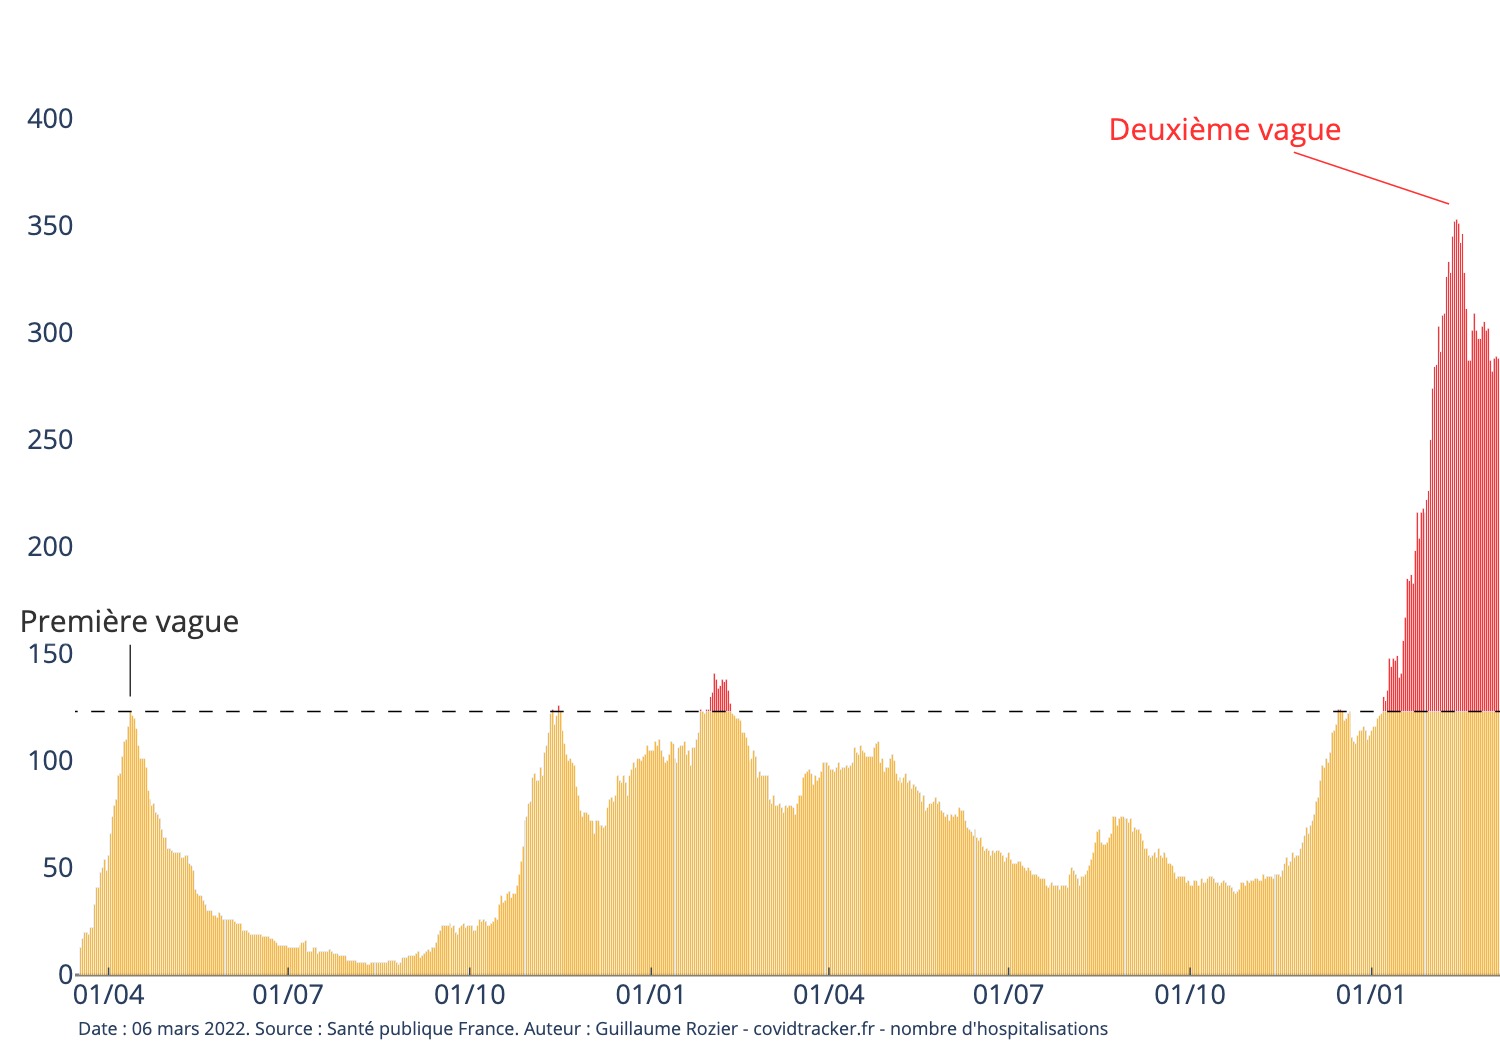 400
Deuxième vague
350
300
250
200
Première vague
150
100
50
0
01/04 01/07 01/10 01/01 01/04 01/07 01/10 01/01
Date : 06 mars 2022. Source : Santé publique France. Auteur : Guillaume Rozier - covidtracker.fr - nombre d'hospitalisations